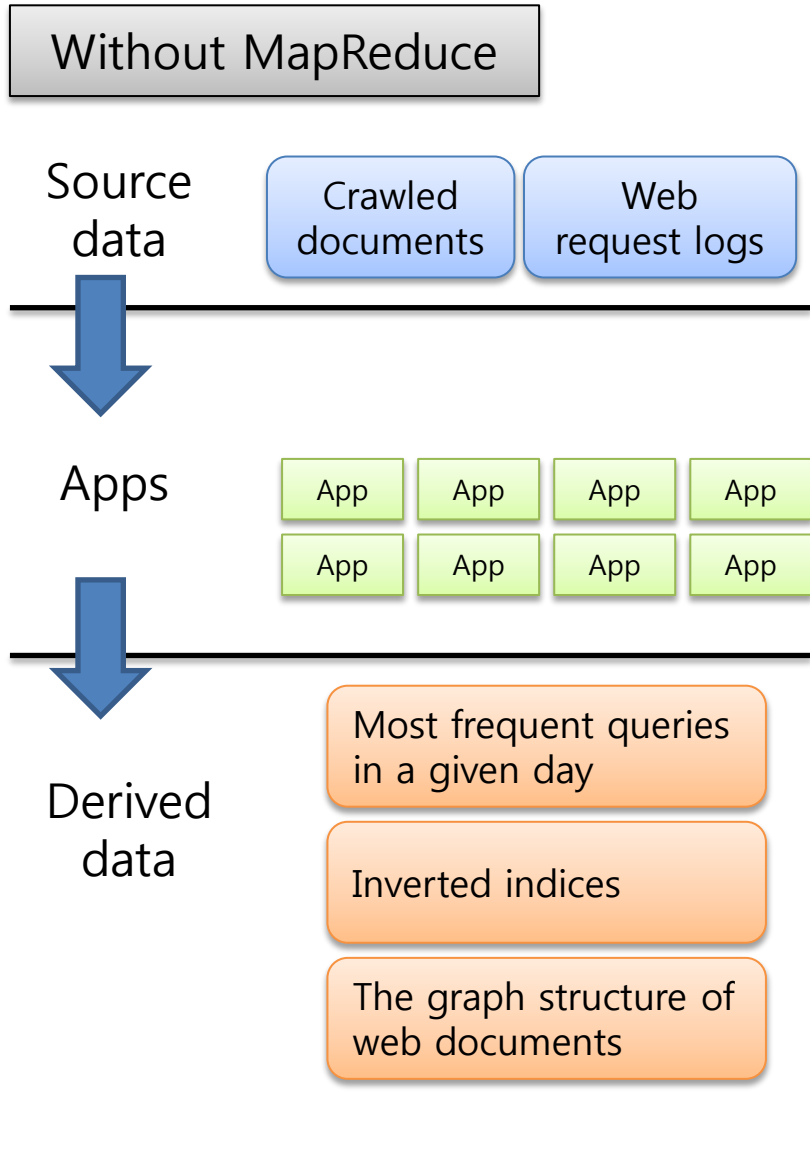 Without MapReduce
Source
data
Crawled
documents
Web
request logs
Apps
App
App
App
App
App
App
App
App
Derived
data
Most frequent queries
in a given day
Inverted indices
The graph structure of
web documents